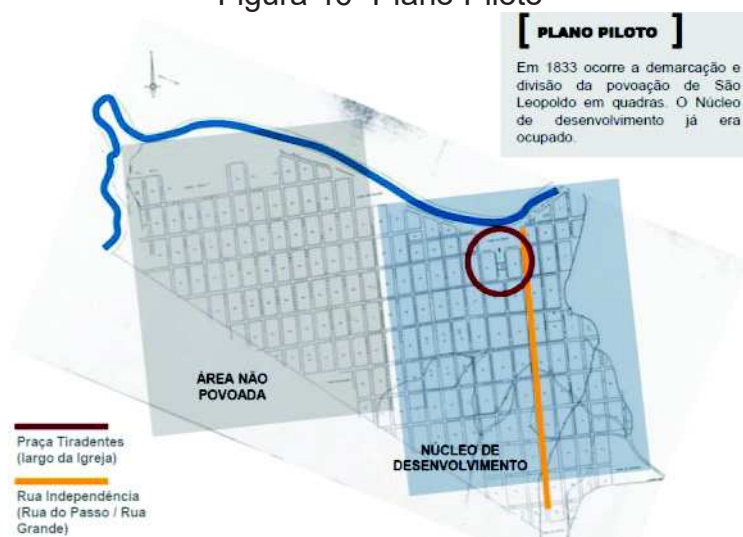 Figura 10- Plano Piloto
[ PLANO PILOTO ]
Em 1833 ocorre a demarcação e
divisão da povoação de São
Leopoldo em quadras. O Núcleo
de desenvolvimento já era
ocupado.
ÁREA NÃO
POVOADA
NÚCLEO DE
DESENVOLVIMENTO
Praça Tiradentes
(largo da Igreja)
Rua Independência
(Rua do Passo / Rua
Grande)